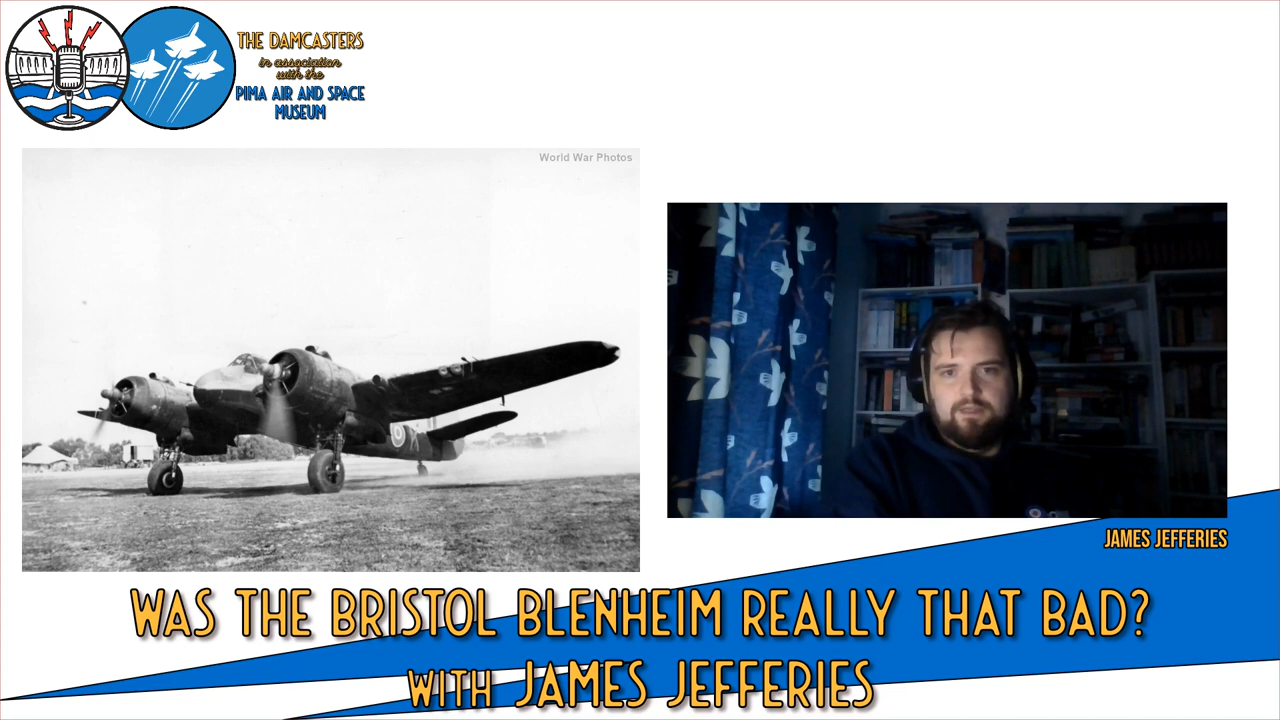 THE DAMCASTERS
in association
with the
PIMA AIR AND SPACE
MUSEUM
World War Photos
JAMES JEFFERIES
WAS THE BRISTOL BLENHEIM REALLY THAT BAD?
WITH JAMES JEFFERIES